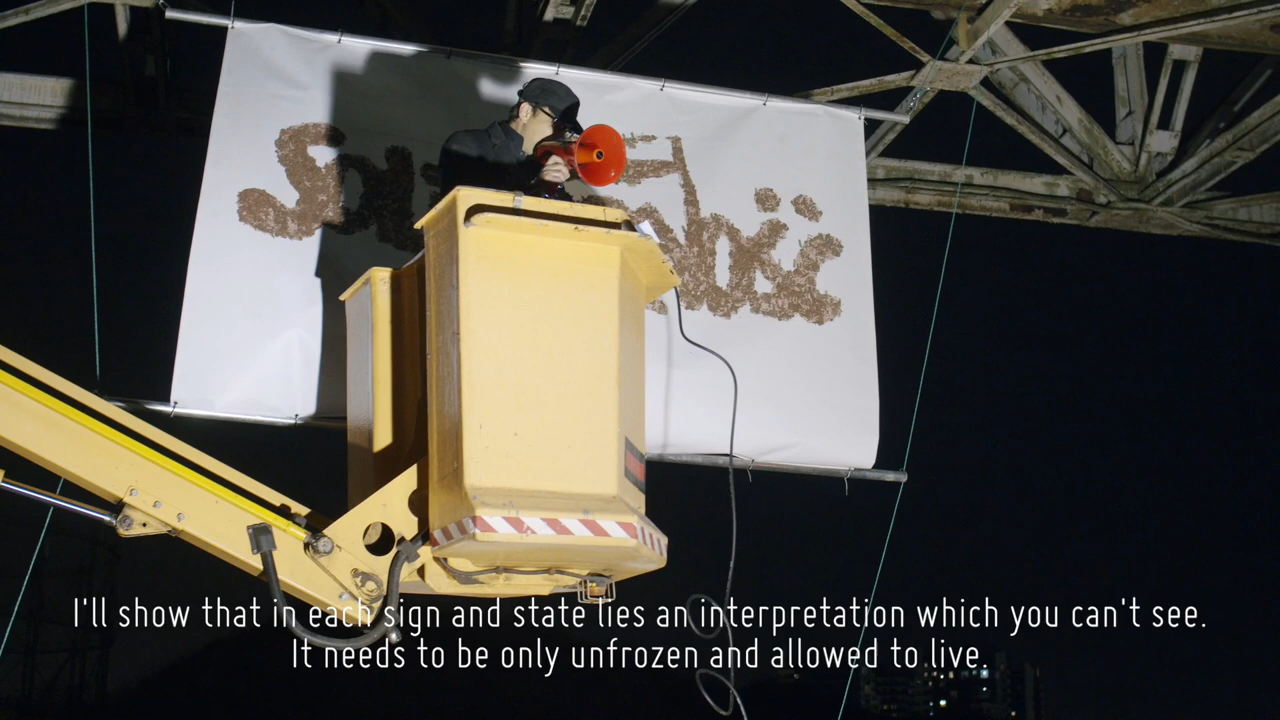 I'll show that in each sign and state lies an interpretation which you can't see.
It needs to be only unfrozen and allowed to live.